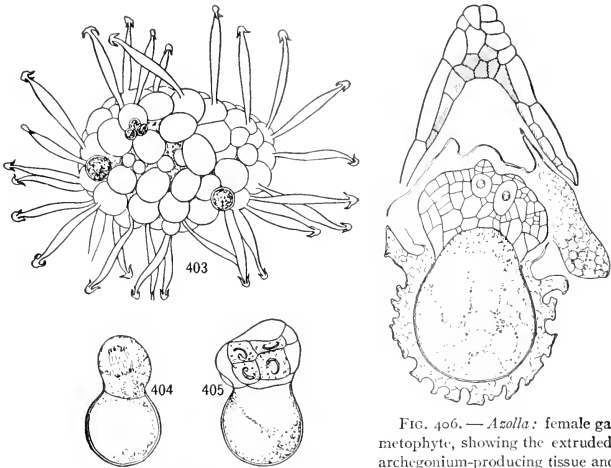 403
404
405
FIG. 406. — Azolla: female ga
metophyte, showing the extruded
archegonium-producing tissue and